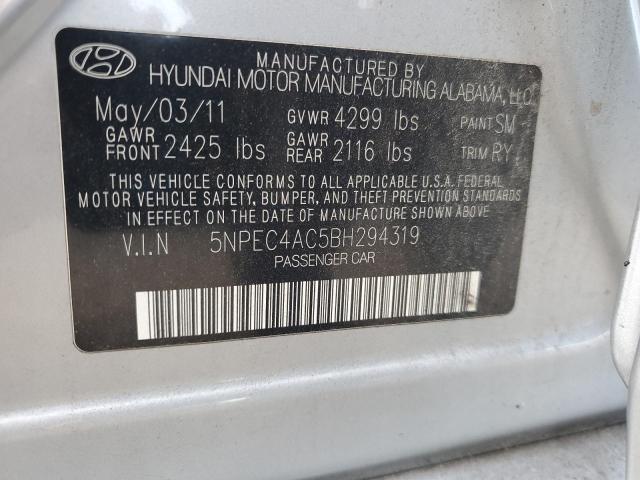 MANUFACTURED BY
HYUNDAI MOTOR MANUFACTURING ALABAMA, LLC
May/03/11 GVWR 4299 lbs PAINT SM
GAWR FRONT 2425 lbs GAWR REAR 2116 lbs TRIM RY
THIS VEHICLE CONFORMS TO ALL APPLICABLE U.S.A. FEDERAL
MOTOR VEHICLE SAFETY, BUMPER, AND THEFT PREVENTION STANDARDS
IN EFFECT ON THE DATE OF MANUFACTURE SHOWN ABOVE.
V.I.N 5NPEC4AC5BH294319
PASSENGER CAR